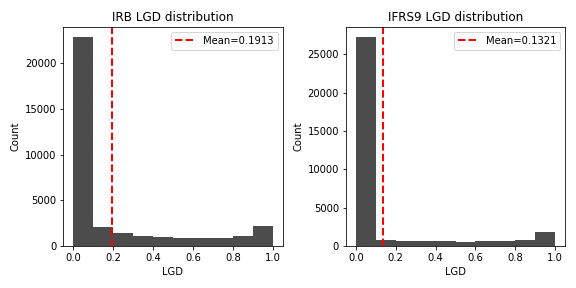 IRB LGD distribution
Mean=0.1913
Count
20000
15000
10000
5000
0
0.0 0.2 0.4 0.6 0.8 1.0
LGD
IFRS9 LGD distribution
Mean=0.1321
Count
25000
20000
15000
10000
5000
0
0.0 0.2 0.4 0.6 0.8 1.0
LGD